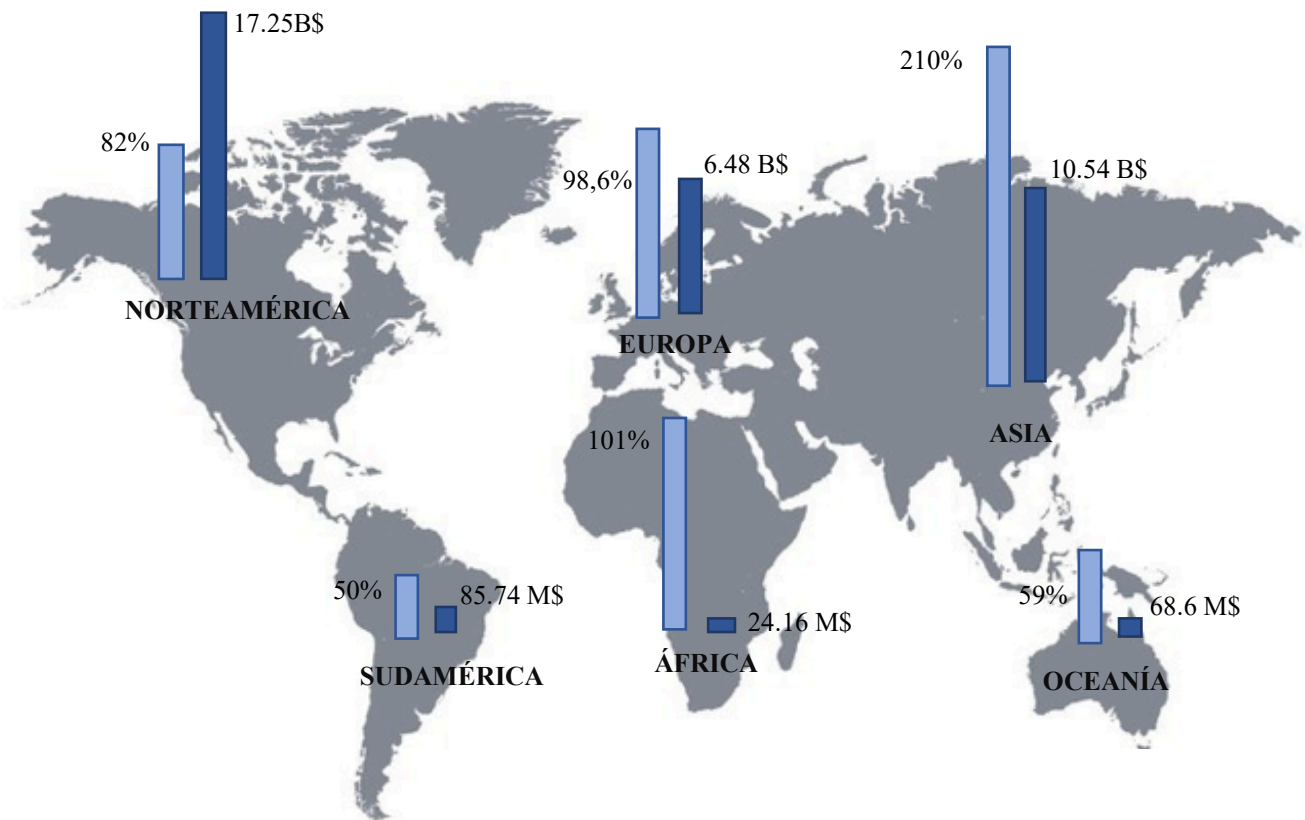 17.25B$
82%
NORTEAMÉRICA
98,6%
6.48 B$
EUROPA
210%
10.54 B$
ASIA
50%
85.74 M$
SUDAMÉRICA
101%
24.16 M$
ÁFRICA
59%
68.6 M$
OCEANÍA